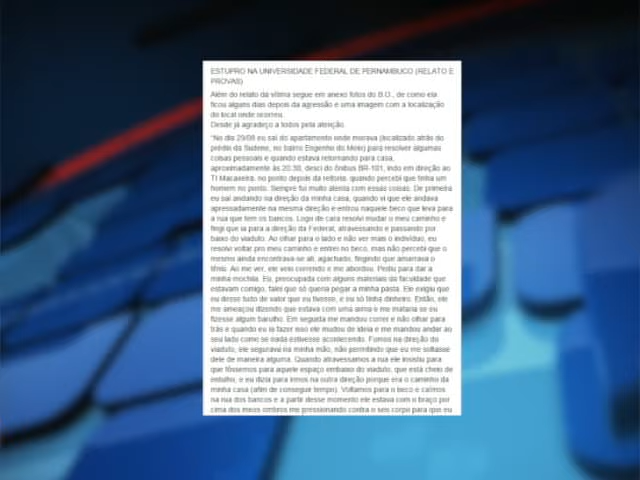 ESTUPRO NA UNIVERSIDADE FEDERAL DE PERNAMBUCO (RELATO E
PROVAS)
Além do relato da vítima segue em anexo fotos do B.O., de como ela
ficou alguns dias depois da agressão e uma imagem com a localização
do local onde ocorreu.
Desde já agradeço a todos pela atenção.
"No dia 29/08 eu saí do apartamento onde morava (localizado atrás do
prédio da Sudene, no bairro Engenho do Meio) para resolver algumas
coisas pessoais e quando estava retornando para casa,
aproximadamente às 20:30, desci do ônibus BR-101, indo em direção ao
TI Macaxeira, no ponto depois da reitoria, quando percebi que tinha um
homem no ponto. Sempre fui muito atenta com essas coisas. De primeira
eu saí andando na direção da minha casa, quando vi que ele andava
apressadamente na mesma direção e entrou naquele beco que leva para
a rua que tem os bancos. Logo de cara resolvi mudar o meu caminho e
fingi que ia para a direção da Federal, atravessando e passando por
baixo do viaduto. Ao olhar para o lado e não ver mais o indivíduo, eu
resolvi voltar pro meu caminho e entrei no beco, mas não percebi que o
mesmo ainda encontrava-se ali, agachado, fingindo que amarrava o
tênis. Ao me ver, ele veio correndo e me abordou. Pediu para dar a
minha mochila. Eu, preocupada com alguns materiais da faculdade que
estavam comigo, falei que só queria pegar a minha pasta. Ele exigiu que
eu desse tudo de valor que eu tivesse, e eu só tinha dinheiro. Então, ele
me ameaçou dizendo que estava com uma arma e me mataria se eu
fizesse algum barulho. Em seguida me mandou correr e não olhar para
trás e quando eu ia fazer isso ele mudou de ideia e me mandou andar ao
seu lado como se nada estivesse acontecendo. Fomos na direção do
viaduto, ele segurava na minha mão, não permitindo que eu me soltasse
dele de maneira alguma. Quando atravessamos a rua ele insistiu para
que fôssemos para aquele espaço embaixo do viaduto, que está cheio de
entulho, e eu dizia para irmos na outra direção porque era o caminho da
minha casa (afim de conseguir tempo). Voltamos para o beco e caímos
na rua dos bancos e a partir desse momento ele estava com o braço por
cima dos meus ombros me pressionando contra o seu corpo para que eu